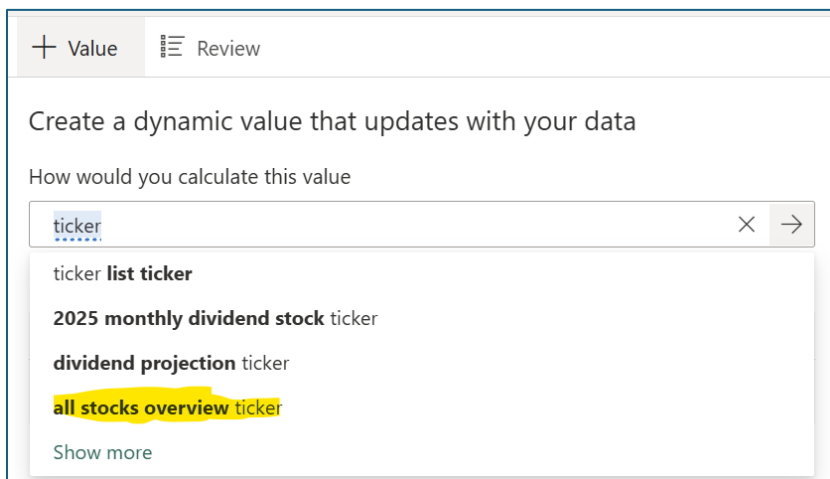 Value Review
Create a dynamic value that updates with your data
How would you calculate this value
ticker
ticker list ticker
2025 monthly dividend stock ticker
dividend projection ticker
all stocks overview ticker
Show more